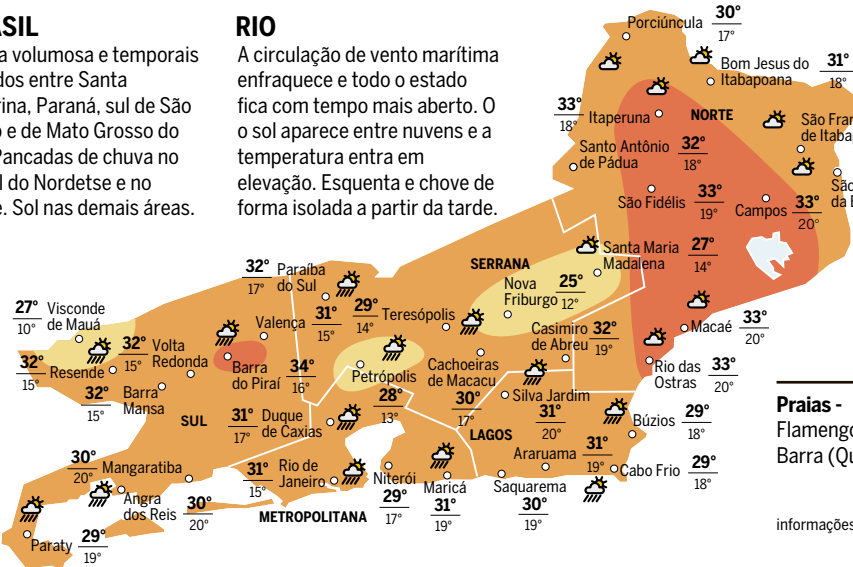 ASIL
a volumosa e temporais
dos entre Santa
rina, Paraná, sul de São
o e de Mato Grosso do
Pancadas de chuva no
l do Nordetse e no
e. Sol nas demais áreas.
RIO
A circulação de vento marítima
enfraquece e todo o estado
fica com tempo mais aberto. O
o sol aparece entre nuvens e a
temperatura entra em
elevação. Esquenta e chove de
forma isolada a partir da tarde.
Porciúncula 30°
17°
Bom Jesus do
Itabapoana
31°
18°
33°
18°
Itaperuna
NORTE
São Fran
de Itabap
Santo Antônio
de Pádua
32°
18°
São Fidélis
33°
19°
Campos
33°
20°
São
da B
SERRANA
Santa Maria
Madalena
27°
14°
Nova
Friburgo
25°
12°
32°
17°
Paraíba
do Sul
27°
10°
Visconde
de Mauá
Valença
31°
15°
29°
14°
Teresópolis
Casimiro
de Abreu
32°
19°
Macaé
33°
20°
32°
15°
Volta
Redonda
32°
15°
Resende
Barra
do Piraí
34°
16°
Petrópolis
28°
13°
Cachoeiras
de Macacu
30°
17°
Rio das
Ostras
33°
20°
32°
15°
Barra
Mansa
SUL
31°
17°
Duque
de Caxias
Silva Jardim
31°
20°
LAGOS
Búzios
29°
18°
Araruama
31°
19°
Cabo Frio
29°
18°
30°
20°
Mangaratiba
31°
15°
Rio de
Janeiro
Niterói
29°
17°
Maricá
31°
19°
Saquarema
30°
19°
Angra
dos Reis
30°
20°
METROPOLITANA
Paraty
29°
19°
Praias -
Flamengo
Barra (Qu
informações